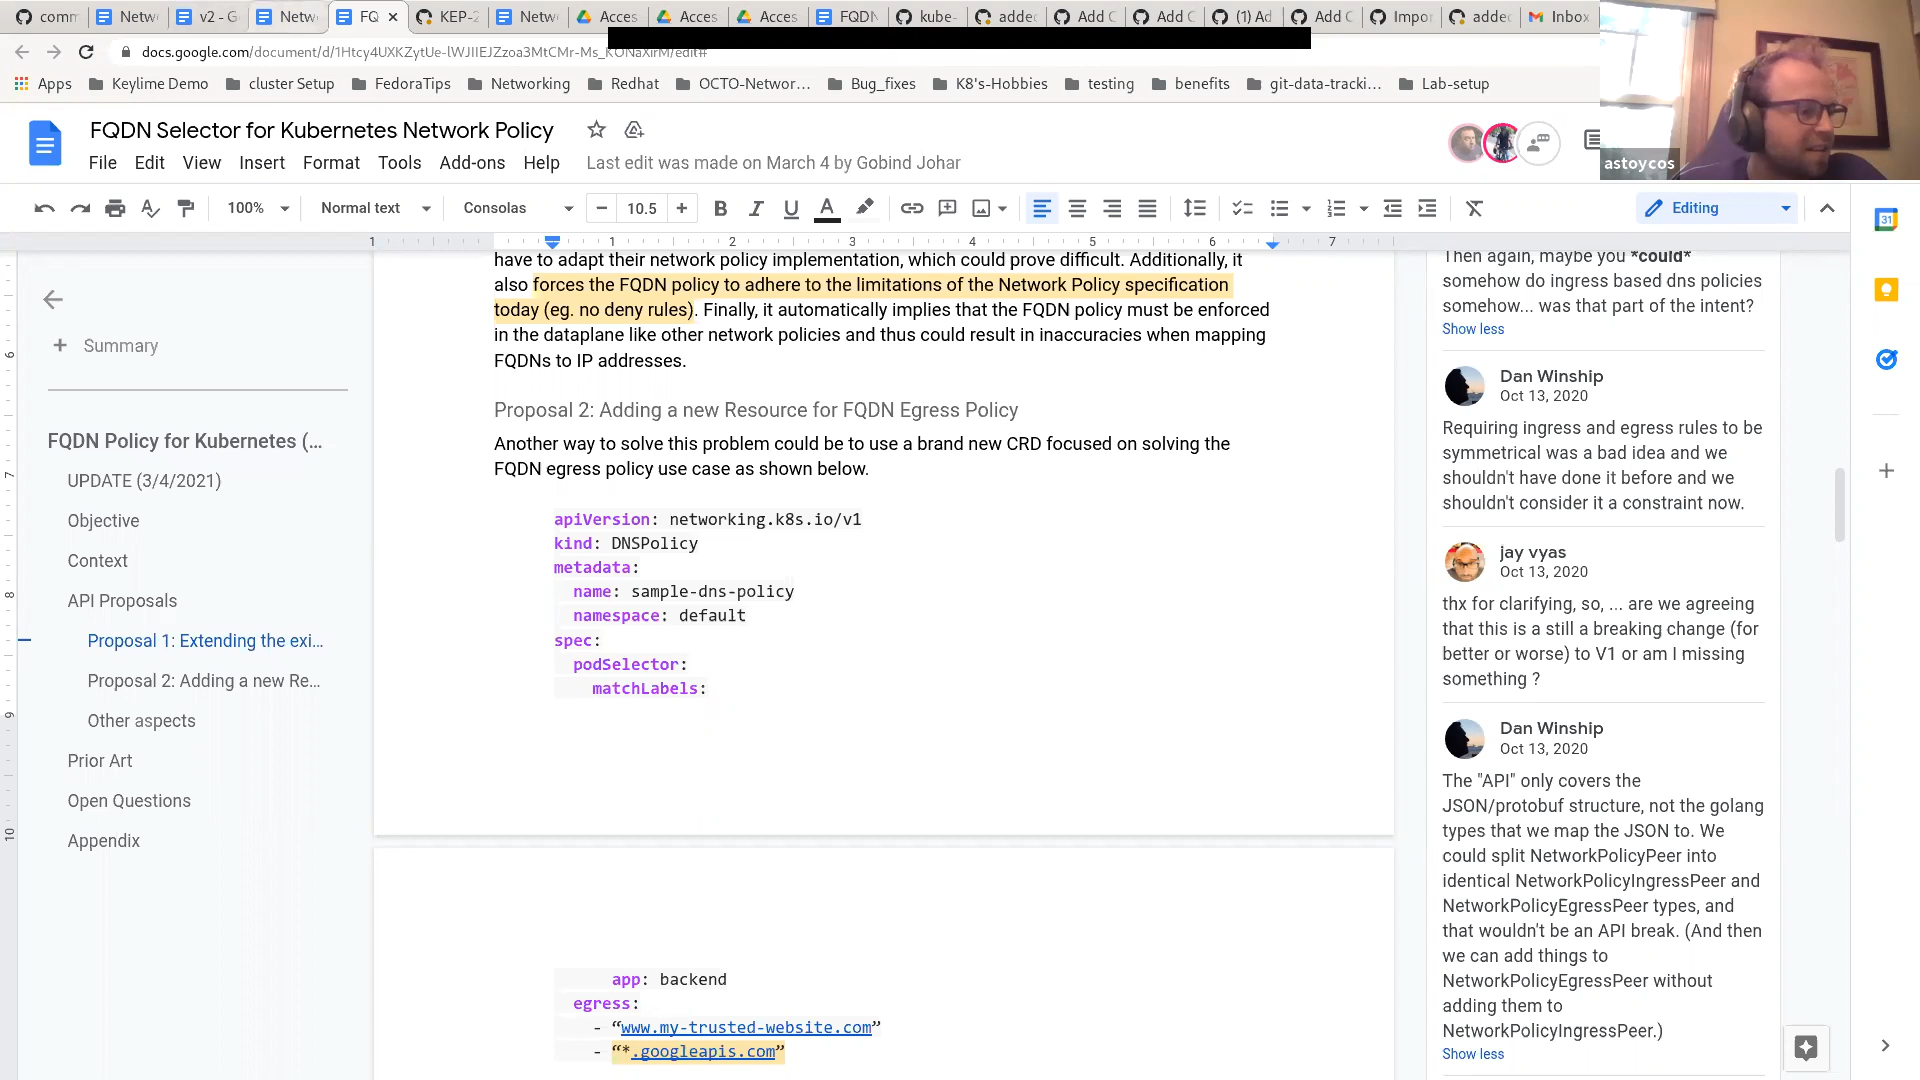 comm
Netw
v2 - G
Netw
FQ
KEP-2
Netw
Acces
Acces
Acces
FQDN
kube-
added
Add C
Add C
(1) Ad
Add C
Impor
added
Inbox
Apps
Keylime Demo
cluster Setup
FedoraTips
Networking
Redhat
OCTO-Networ...
Bug_fixes
K8's-Hobbies
testing
benefits
git-data-tracki...
Lab-setup
astoycos
FQDN Selector for Kubernetes Network Policy
File Edit View Insert Format Tools Add-ons Help
Last edit was made on March 4 by Gobind Johar
100%
Normal text
Consolas
10.5
Editing
31
1 1 2 3 4 5 6 7
6
7
8
9
10
Summary
FQDN Policy for Kubernetes (...
UPDATE (3/4/2021)
Objective
Context
API Proposals
Proposal 1: Extending the exi...
Proposal 2: Adding a new Re...
Other aspects
Prior Art
Open Questions
Appendix
have to adapt their network policy implementation, which could prove difficult. Additionally, it
also forces the FQDN policy to adhere to the limitations of the Network Policy specification
today (eg. no deny rules). Finally, it automatically implies that the FQDN policy must be enforced
in the dataplane like other network policies and thus could result in inaccuracies when mapping
FQDNs to IP addresses.
Proposal 2: Adding a new Resource for FQDN Egress Policy
Another way to solve this problem could be to use a brand new CRD focused on solving the
FQDN egress policy use case as shown below.
apiVersion: networking.k8s.io/v1
kind: DNSPolicy
metadata:
name: sample-dns-policy
namespace: default
spec:
podSelector:
matchLabels:
app: backend
egress:
- “www.my-trusted-website.com”
- “*.googleapis.com”
Then again, maybe you *could*
somehow do ingress based dns policies
somehow... was that part of the intent?
Show less
Dan Winship
Oct 13, 2020
Requiring ingress and egress rules to be
symmetrical was a bad idea and we
shouldn't have done it before and we
shouldn't consider it a constraint now.
jay vyas
Oct 13, 2020
thx for clarifying, so, ... are we agreeing
that this is a still a breaking change (for
better or worse) to V1 or am I missing
something ?
Dan Winship
Oct 13, 2020
The "API" only covers the
JSON/protobuf structure, not the golang
types that we map the JSON to. We
could split NetworkPolicyPeer into
identical NetworkPolicyIngressPeer and
NetworkPolicyEgressPeer types, and
that wouldn't be an API break. (And then
we can add things to
NetworkPolicyEgressPeer without
adding them to
NetworkPolicyIngressPeer.)
Show less